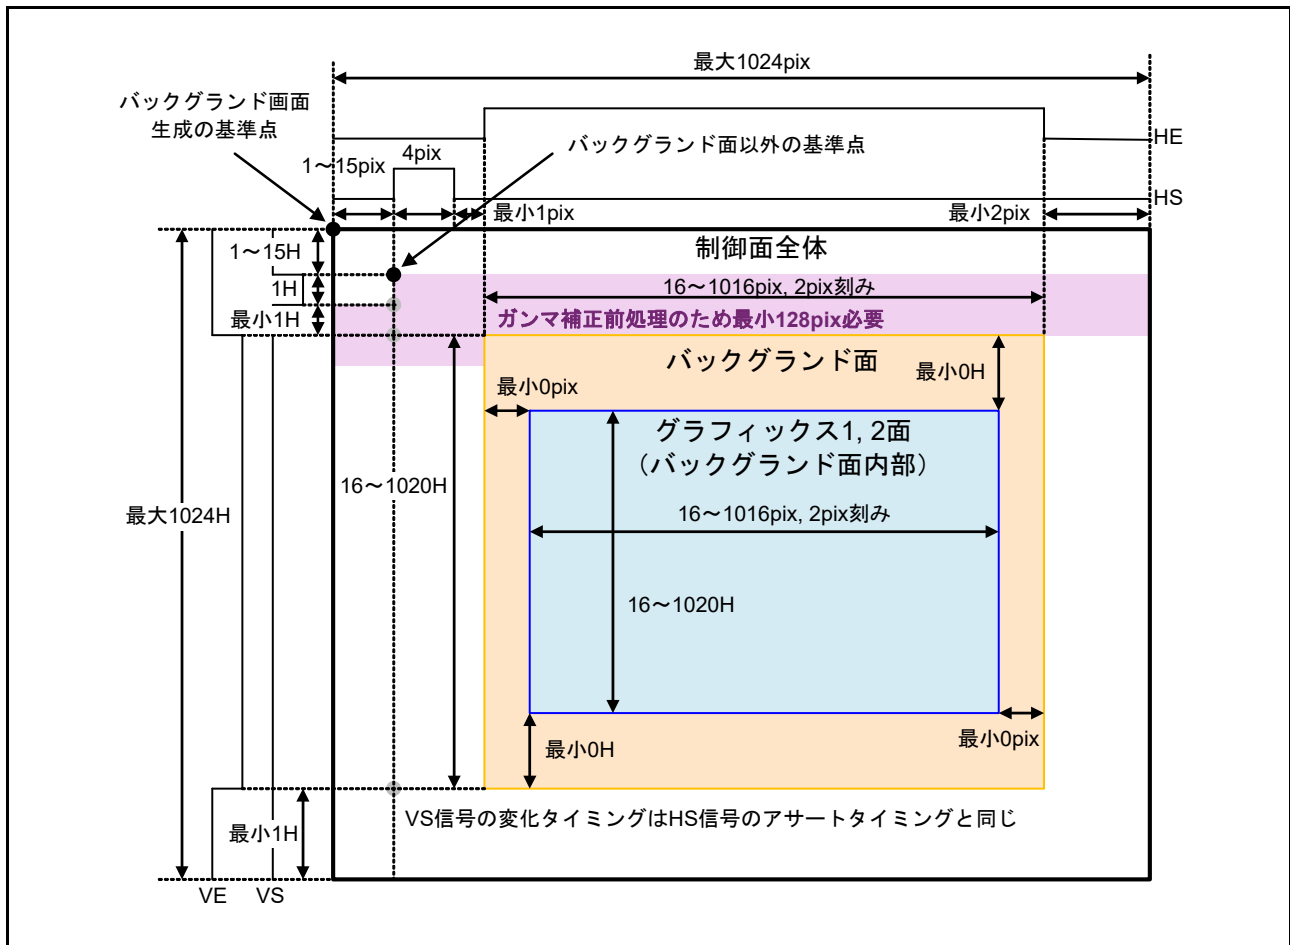 最大1024pix
バックグランド画面
生成の基準点
HE
バックグランド面以外の基準点
4pix
1～15pix
HS
最小1pix
最小2pix
制御面全体
1～15H
1H
16～1016pix, 2pix刻み
最小1H
ガンマ補正前処理のため最小128pix必要
バックグランド面
最小0H
最小0pix
グラフィックス1, 2面
（バックグランド面内部）
16～1020H
最大1024H
16～1016pix, 2pix刻み
16～1020H
最小0pix
最小0H
VS信号の変化タイミングはHS信号のアサートタイミングと同じ
最小1H
VE
VS